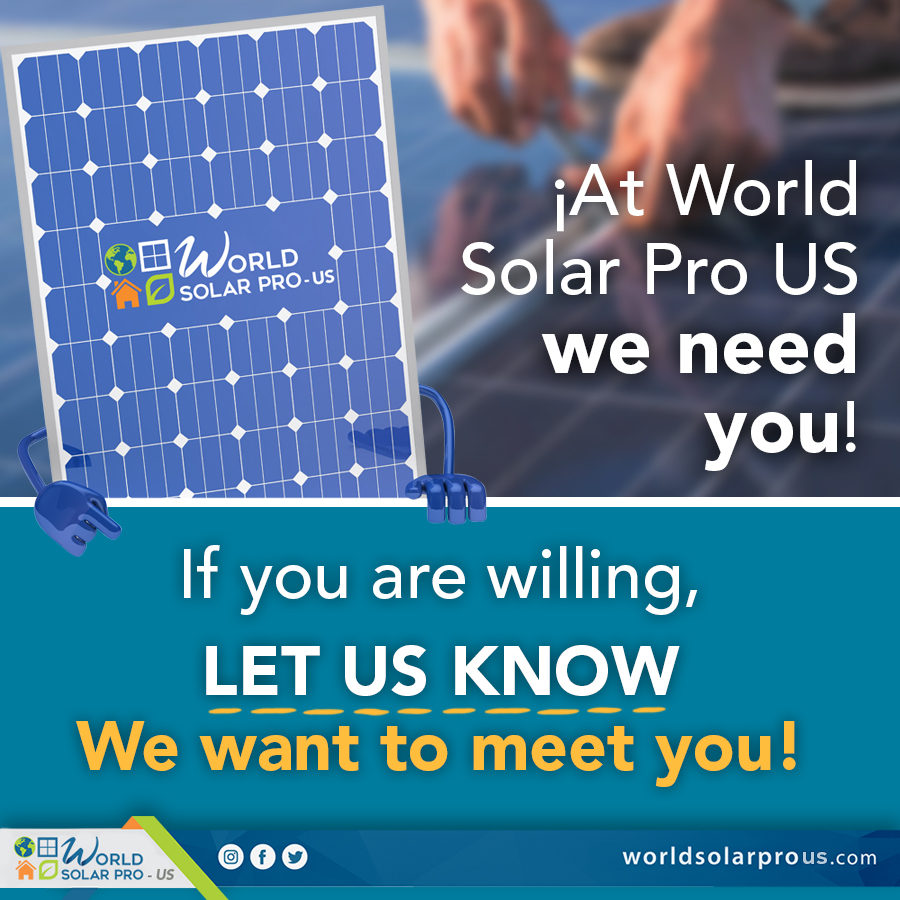 WORLD
SOLAR PRO-US
¡At World
Solar Pro US
we need
you!
If you are willing,
LET US KNOW
We want to meet you!
WORLD
SOLAR PRO - US
worldsolarprous.com